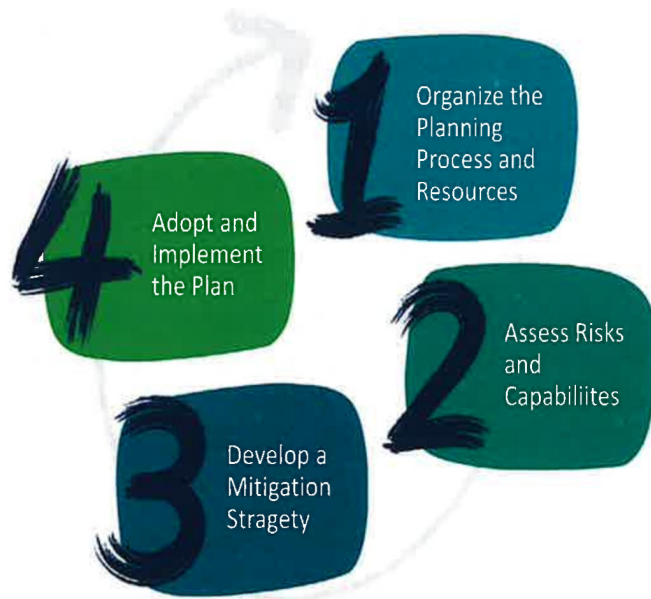 1
Organize the
Planning
Process and
Resources
2
Assess Risks
and
Capabiliites
3
Develop a
Mitigation
Stragety
4
Adopt and
Implement
the Plan